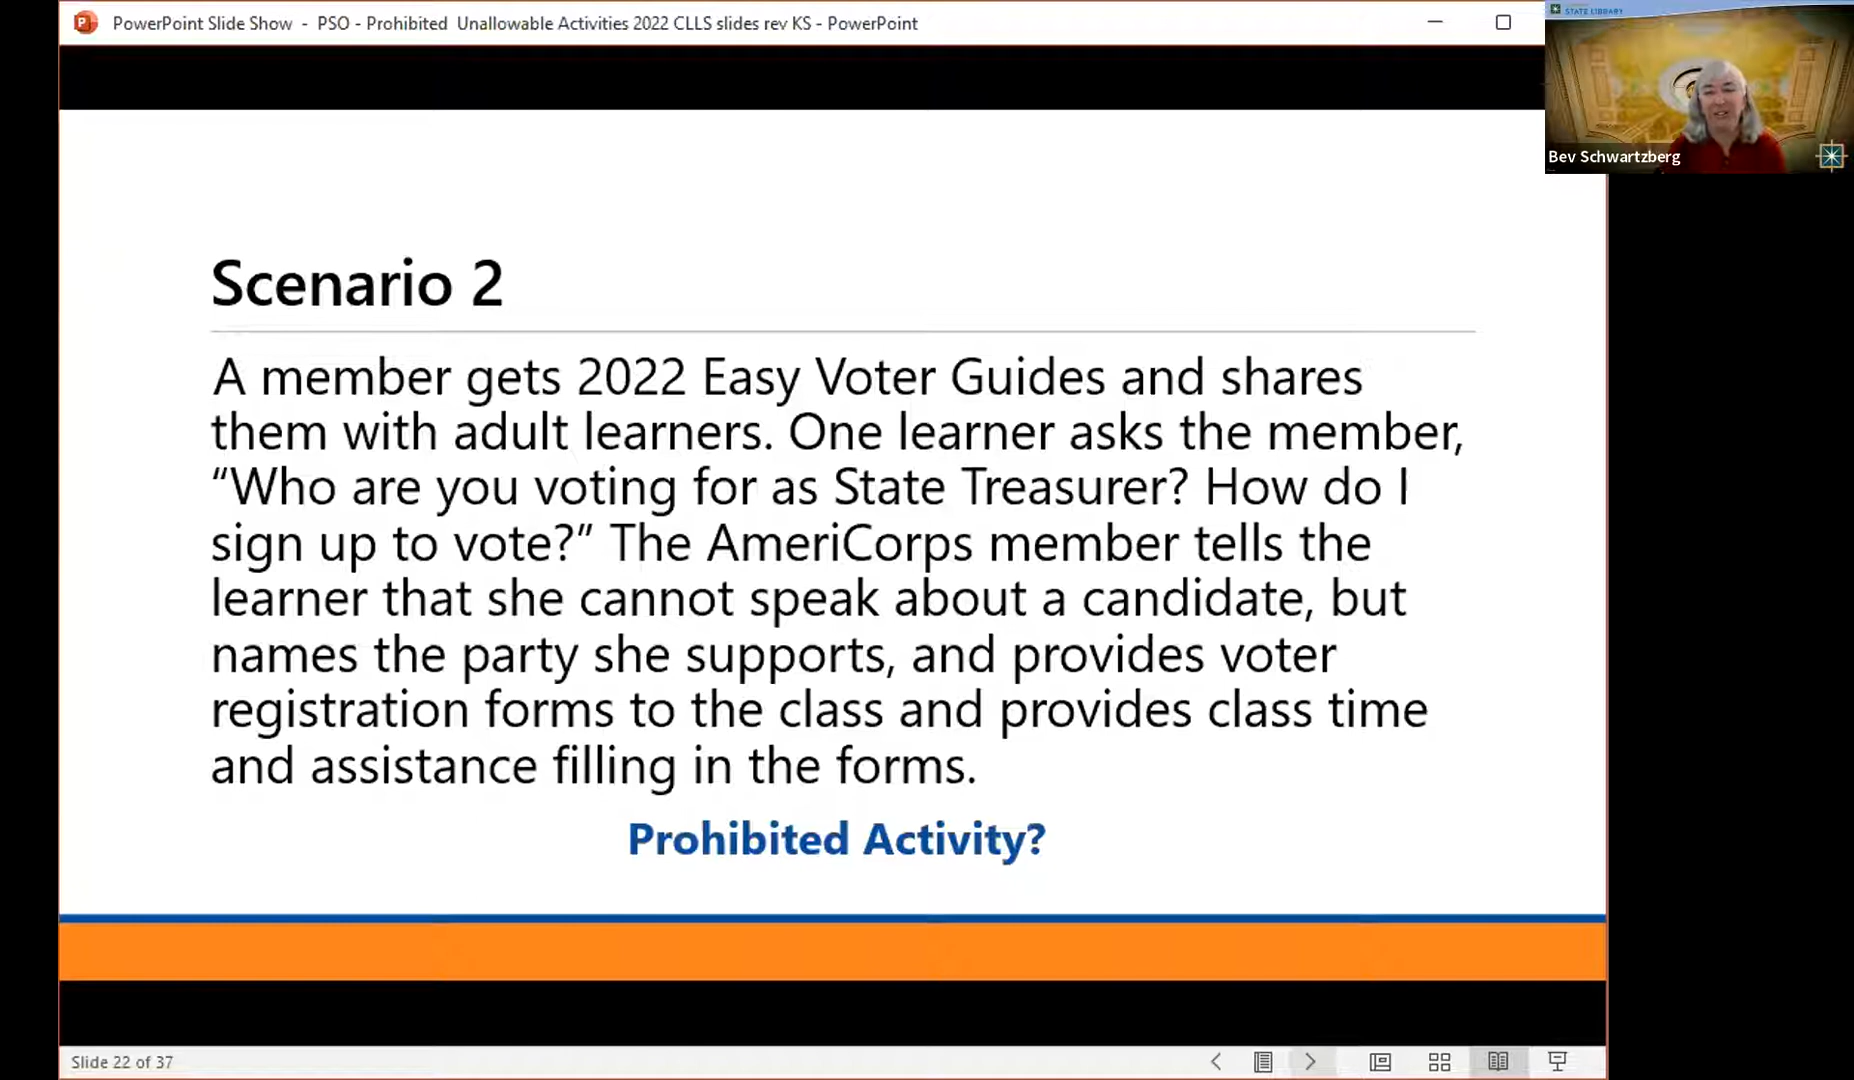 PowerPoint Slide Show - PSO - Prohibited Unallowable Activities 2022 CLLS slides rev KS - PowerPoint
STATE LIBRARY
Bev Schwartzberg
Scenario 2
A member gets 2022 Easy Voter Guides and shares
them with adult learners. One learner asks the member,
“Who are you voting for as State Treasurer? How do I
sign up to vote?” The AmeriCorps member tells the
learner that she cannot speak about a candidate, but
names the party she supports, and provides voter
registration forms to the class and provides class time
and assistance filling in the forms.
Prohibited Activity?
Slide 22 of 37